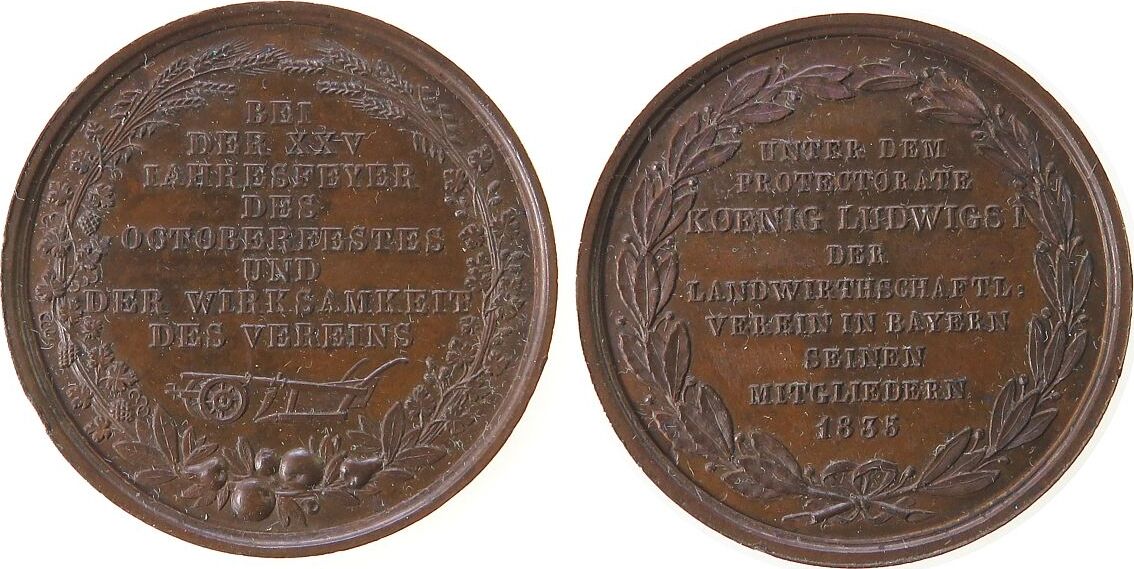 BEI
DER XXV
IAHRESFEYER
DES
OCTOBERFESTES
UND
DER WIRKSAMKEIT
DES VEREINS
UNTER DEM
PROTECTORATE
KOENIG LUDWIGS I
DER
LANDWIRTHSCHAFTL:
VEREIN IN BAYERN
SEINEN
MITGLIEDERN
1835